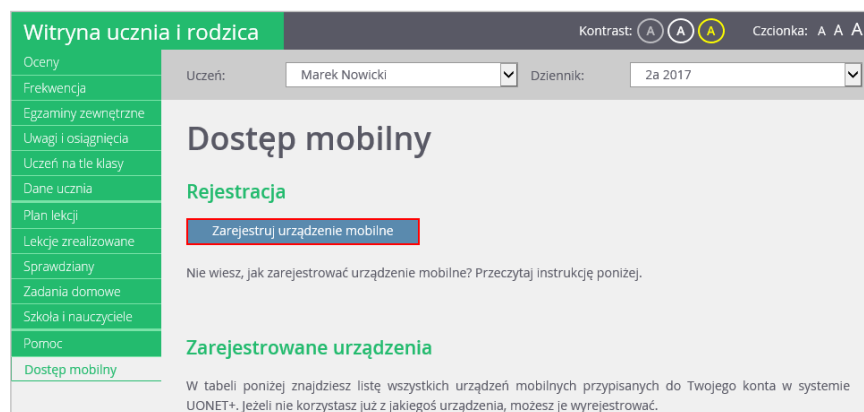 Witryna ucznia i rodzica
Kontrast: A A A Czcionka: A A A
Oceny
Frekwencja
Egzaminy zewnętrzne
Uwagi i osiągnięcia
Uczeń na tle klasy
Dane ucznia
Plan lekcji
Lekcje zrealizowane
Sprawdziany
Zadania domowe
Szkoła i nauczyciele
Pomoc
Dostęp mobilny
Uczeń: Marek Nowicki Dziennik: 2a 2017
Dostęp mobilny
Rejestracja
Zarejestruj urządzenie mobilne
Nie wiesz, jak zarejestrować urządzenie mobilne? Przeczytaj instrukcję poniżej.
Zarejestrowane urządzenia
W tabeli poniżej znajdziesz listę wszystkich urządzeń mobilnych przypisanych do Twojego konta w systemie
UONET+. Jeżeli nie korzystasz już z jakiegoś urządzenia, możesz je wyrejestrować.